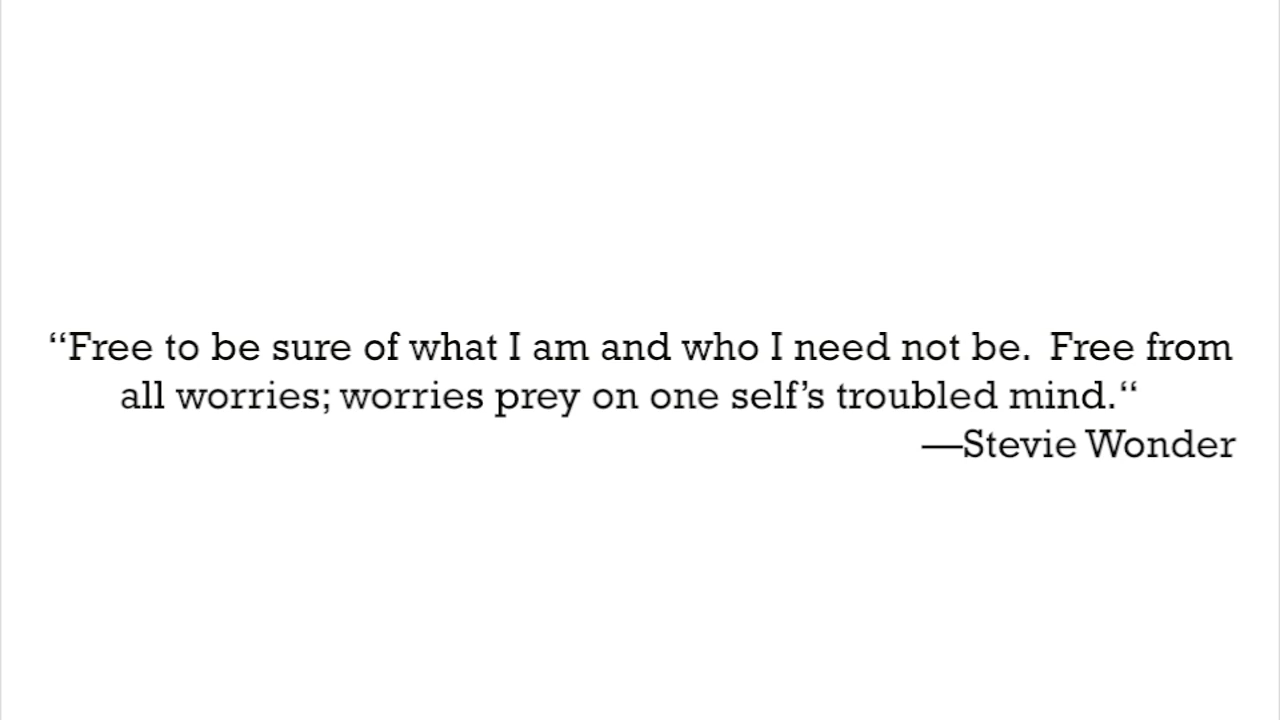 “Free to be sure of what I am and who I need not be.  Free from
all worries; worries prey on one self’s troubled mind.“
—Stevie Wonder